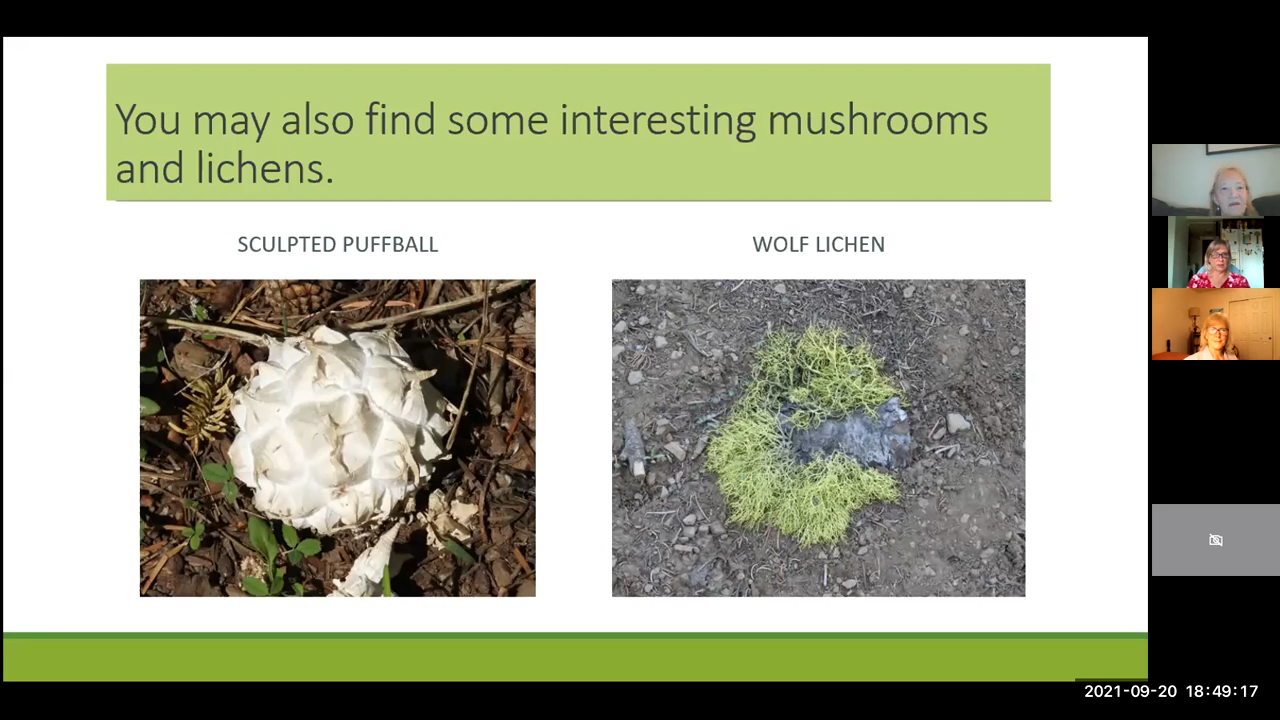 You may also find some interesting mushrooms
and lichens.
SCULPTED PUFFBALL
WOLF LICHEN
2021-09-20 18:49:17